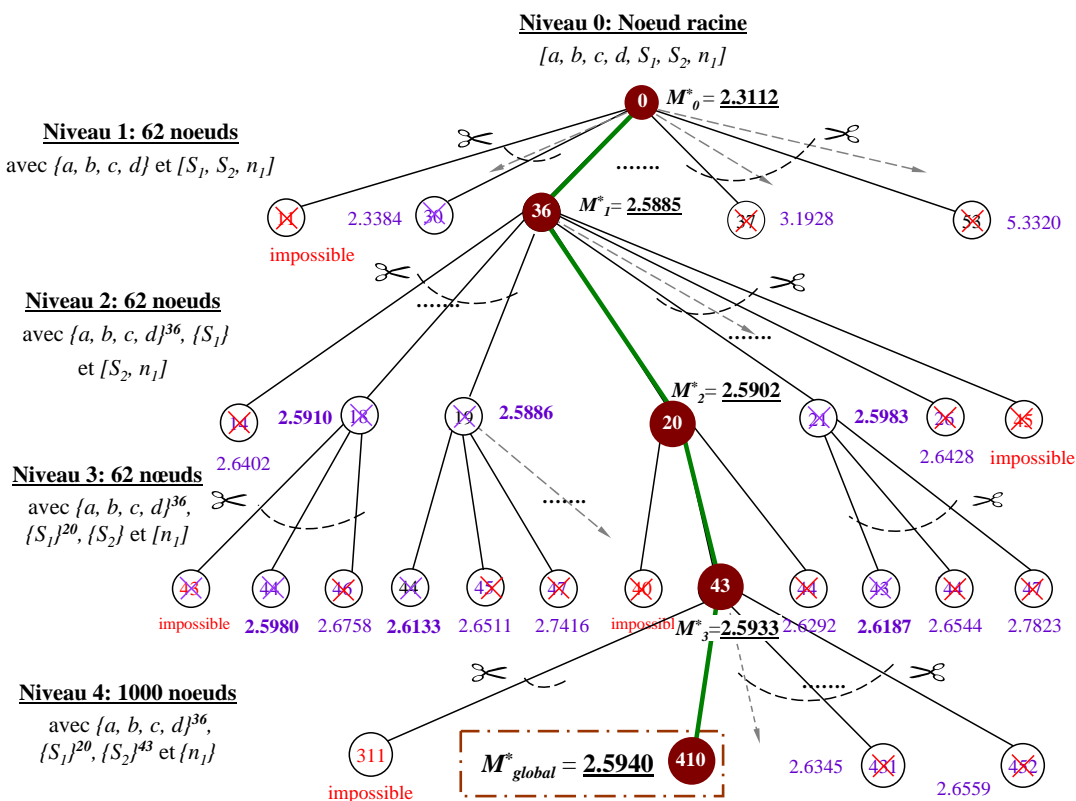 Niveau 0: Noeud racine
[a, b, c, d, S1, S2, n1]
0
M*0 = 2.3112
Niveau 1: 62 noeuds
avec {a, b, c, d} et [S1, S2, n1]
.......
11
2.3384
30
36
M*1 = 2.5885
37
3.1928
53
5.3320
impossible
Niveau 2: 62 noeuds
avec {a, b, c, d}36, {S1}
et [S2, n1]
.......
.......
14
2.5910
18
19
2.5886
M*2 = 2.5902
20
21
2.5983
26
45
2.6402
2.6428
impossible
Niveau 3: 62 nœuds
avec {a, b, c, d}36,
{S1}20, {S2} et [n1]
.......
.......
43
44
46
44
45
47
40
43
44
43
44
47
impossible
2.5980
2.6758
2.6133
2.6511
2.7416
impossibl
M*3 =2.5933
2.6292
2.6187
2.6544
2.7823
Niveau 4: 1000 noeuds
avec {a, b, c, d}36,
{S1}20, {S2}43 et {n1}
.......
311
M*global = 2.5940
410
2.6345
431
452
impossible
2.6559